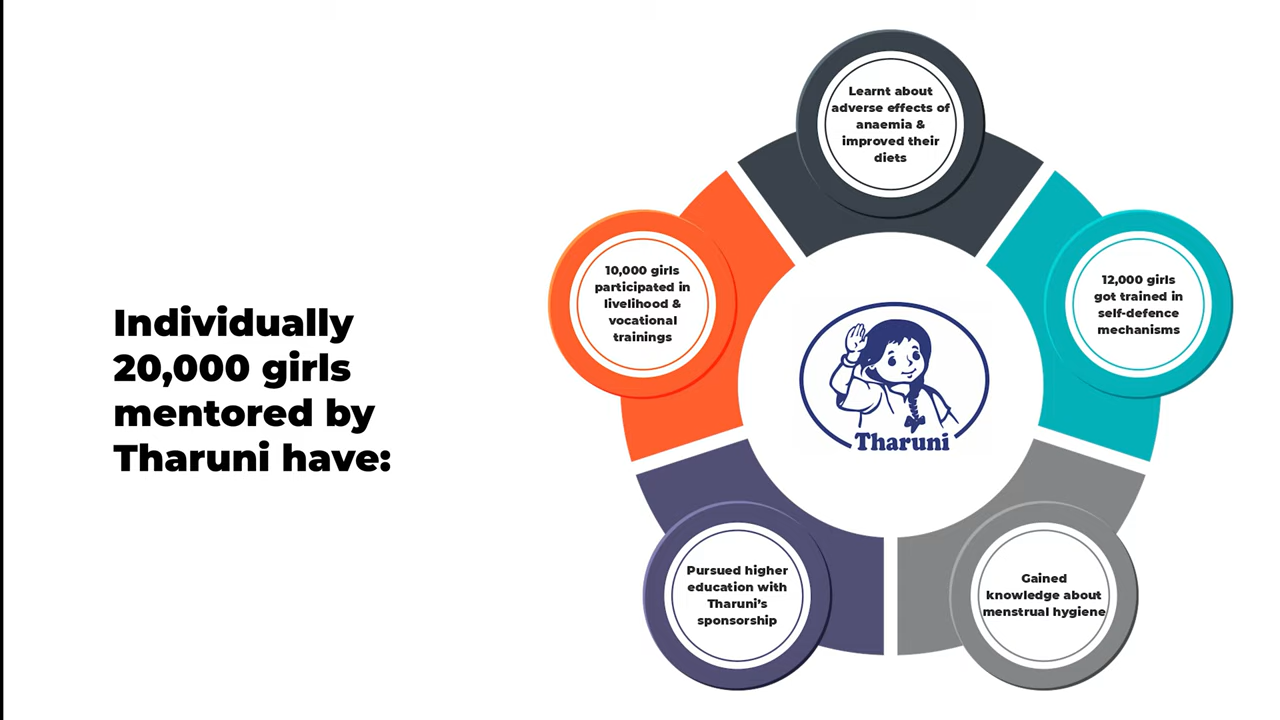 Individually
20,000 girls
mentored by
Tharuni have:
Learnt about
adverse effects of
anaemia &
improved their
diets
12,000 girls
got trained in
self-defence
mechanisms
Gained
knowledge about
menstrual hygiene
Pursued higher
education with
Tharuni's
sponsorship
10,000 girls
participated in
livelihood &
vocational
trainings
Tharuni